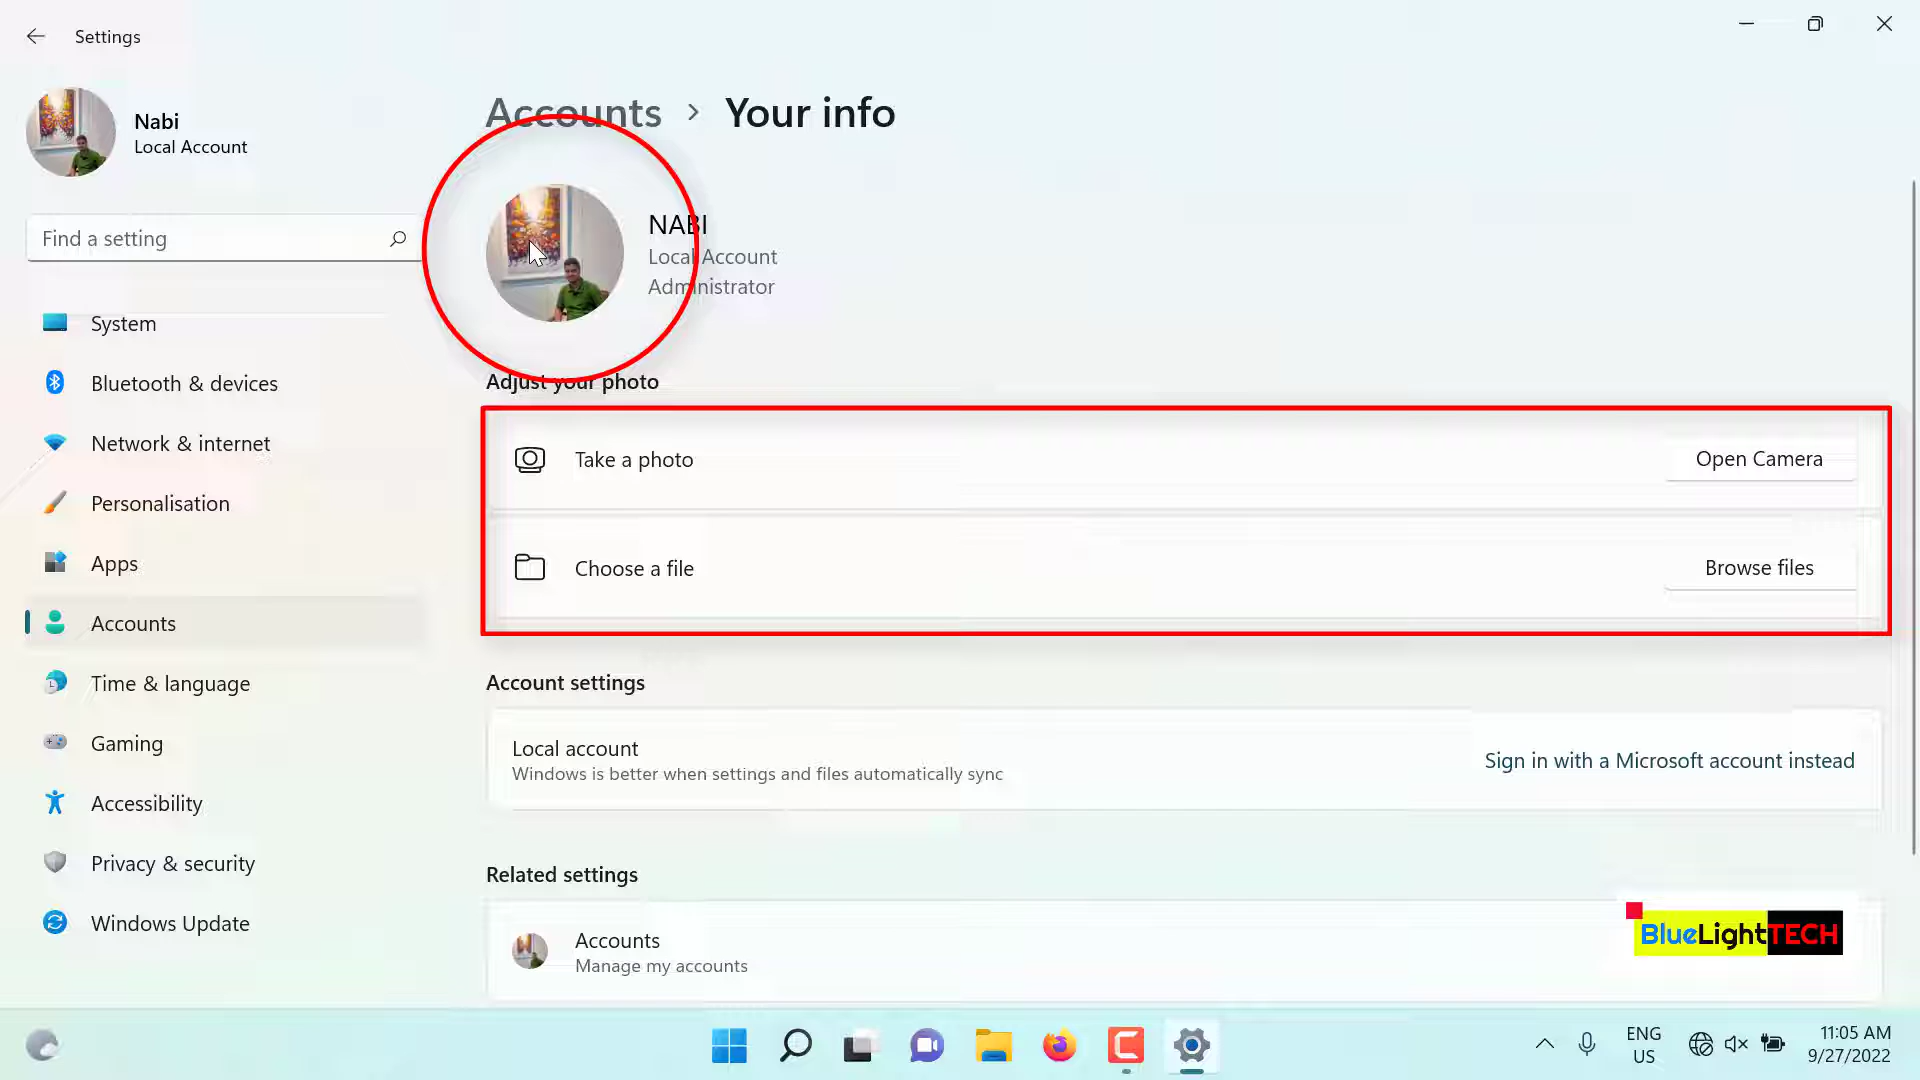 Settings
Nabi
Local Account
Find a setting
System
Bluetooth & devices
Network & internet
Personalisation
Apps
Accounts
Time & language
Gaming
Accessibility
Privacy & security
Windows Update
Accounts > Your info
NABI
Local Account
Administrator
Adjust your photo
Take a photo
Open Camera
Choose a file
Browse files
Account settings
Local account
Windows is better when settings and files automatically sync
Sign in with a Microsoft account instead
Related settings
Accounts
Manage my accounts
BlueLightTECH
ENG
US
11:05 AM
9/27/2022